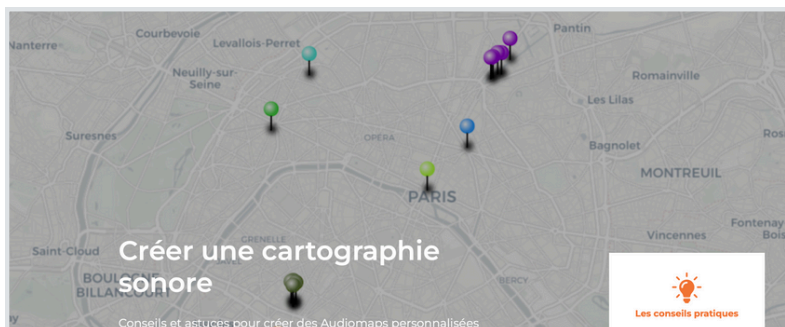 Courbevoie
Pantin
Nanterre
Levallois-Perret
Neuilly-sur-
Seine
Romainville
Les Lilas
Suresnes
OPÉRA
Ros
Bagnolet
MONTREUIL
PARIS
Fontenay
Bois
Vincennes
GRENELLE
Saint-Cloud
Créer une cartographie
sonore
BOULOGNE
BILLANCOURT
BERCY
Les conseils pratiques
Conseils et astuces pour créer des Audiomaps personnalisées